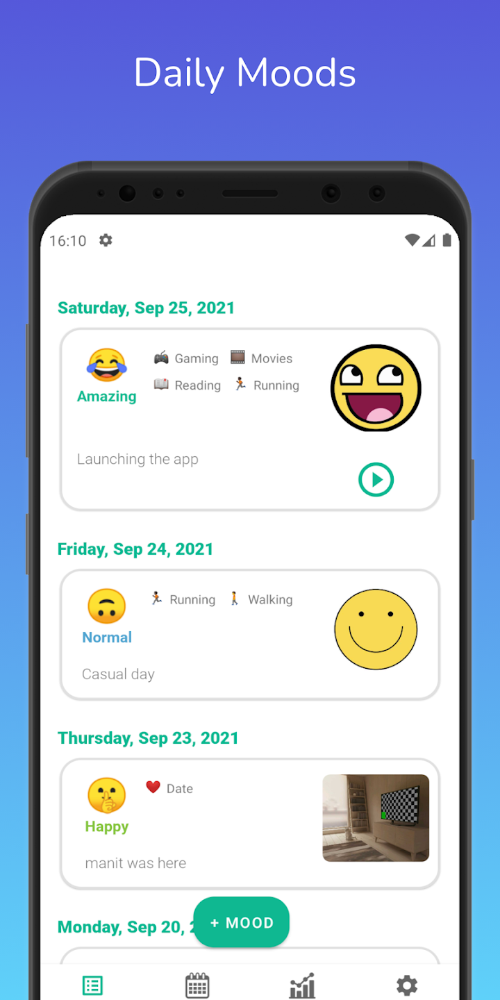 Daily Moods
16:10
Saturday, Sep 25, 2021
Gaming Movies
Reading Running
Amazing
Launching the app
Friday, Sep 24, 2021
Running Walking
Normal
Casual day
Thursday, Sep 23, 2021
Date
Happy
manit was here
Monday, Sep 20,
+ MOOD